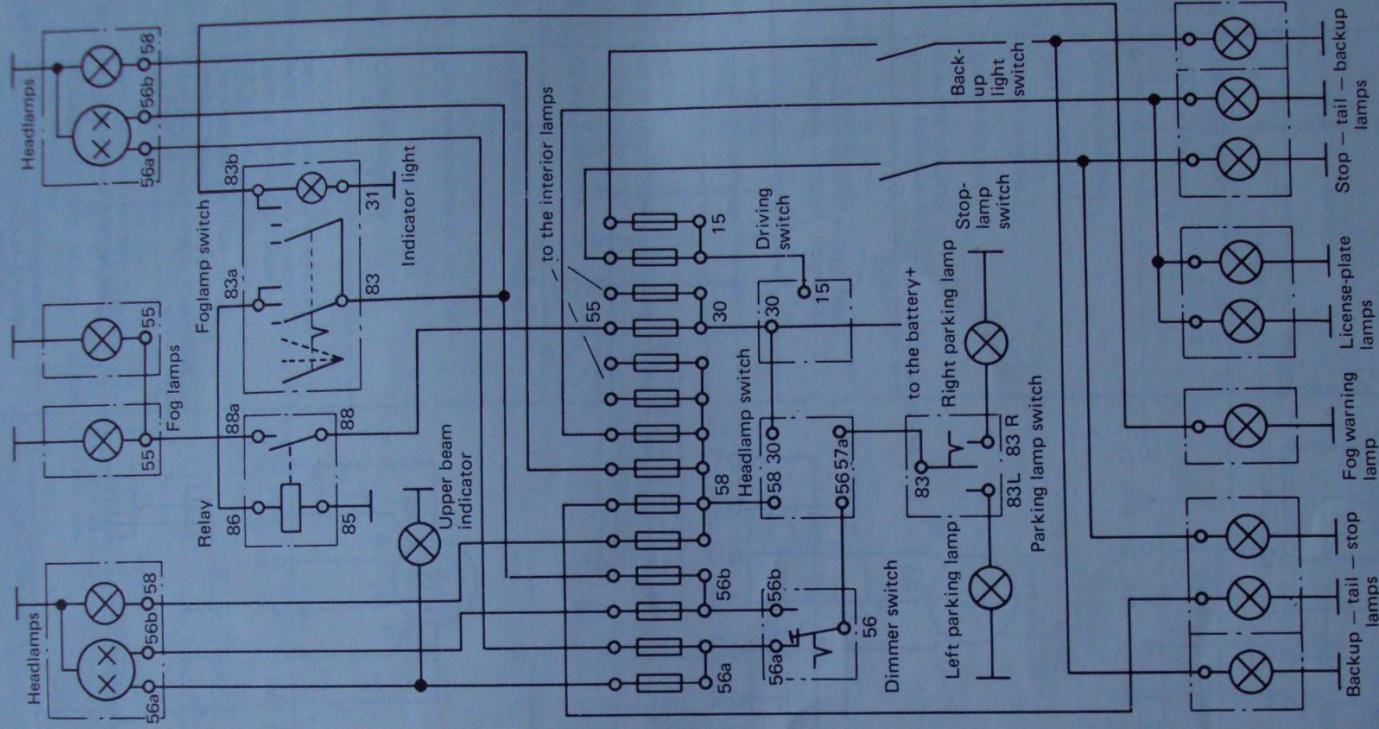 Headlamps
56a
56b
58
Headlamps
56a
56b
58
55
55
Fog lamps
Relay
86
88a
85
88
Foglamp switch
83a
83b
83
31
Indicator light
Upper beam
indicator
to the interior lamps
55
56a
56b
58
30
15
Headlamp switch
58
30
56
57a
Driving
switch
30
15
to the battery+
Dimmer switch
56a
56b
56
Parking lamp switch
83
83L
83 R
Left parking lamp
Right parking lamp
Stop-
lamp
switch
Back-
up
light
switch
Backup – tail – stop
lamps
Fog warning
lamp
License-plate
lamps
Stop – tail – backup
lamps